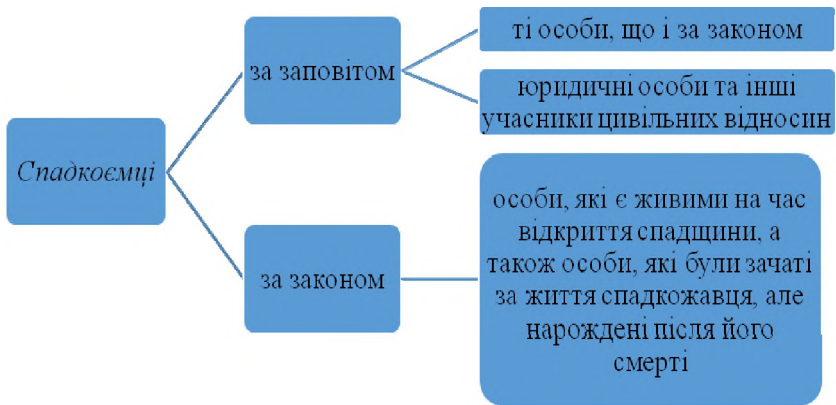 Спадкоємці
за заповітом
ті особи, що і за законом
юридичні особи та інші
учасники цивільних відносин
за законом
особи, які є живими на час
відкриття спадщини, а
також особи, які були зачаті
за життя спадкожавця, але
нарождені після його
смерті